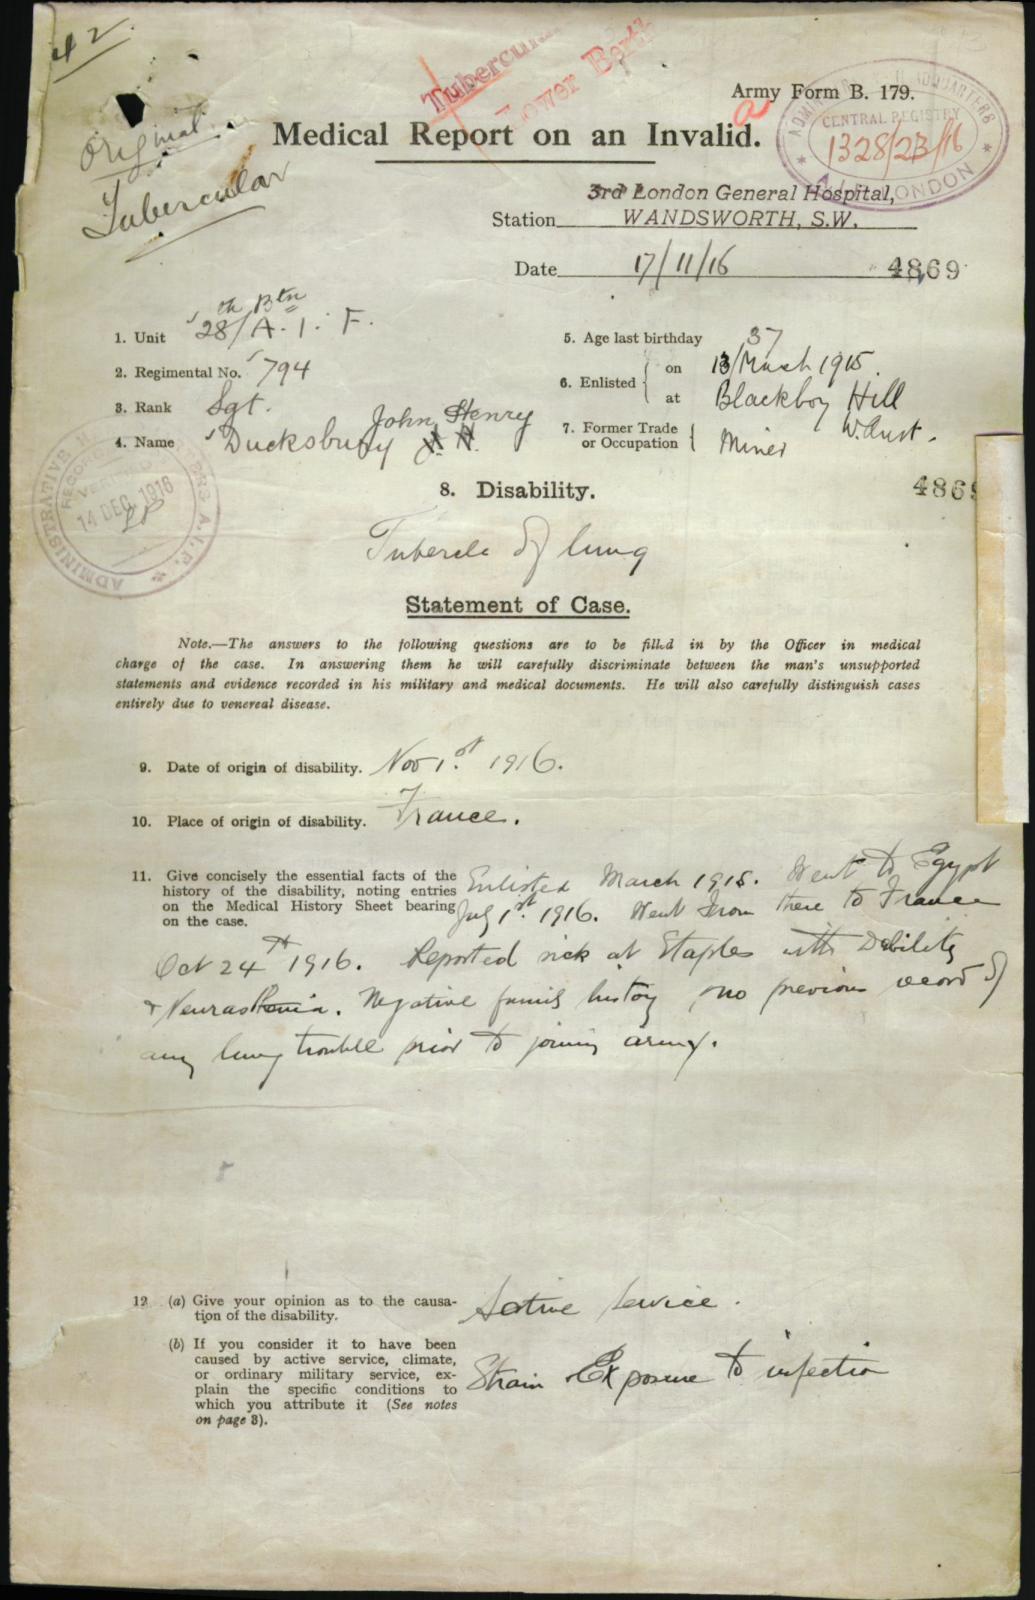 42.
Tubercu
Lower Berth
Army Form B. 179.
Original
Tubercular
Medical Report on an Invalid.
ADMINISTRATIVE HEADQUARTERS
CENTRAL REGISTRY
1328/23/16
A.I.F. LONDON
3rd London General Hospital,
Station WANDSWORTH, S.W.
Date 17/11/16
4869
1. Unit 28/th Btn A. I. F.
5. Age last birthday 37
2. Regimental No. 794
6. Enlisted { on 13/March 1915.
at Blackboy Hill
W. Aust.
3. Rank Sgt.
4. Name Ducksbury J. H. John Henry
7. Former Trade
or Occupation { Miner
ADMINISTRATIVE H
RECORD
VERIFIED
14 DEC. 1916
RS A.I.F.
8. Disability.
4869
Tubercle of lung
Statement of Case.
Note.—The answers to the following questions are to be filled in by the Officer in medical
charge of the case. In answering them he will carefully discriminate between the man's unsupported
statements and evidence recorded in his military and medical documents. He will also carefully distinguish cases
entirely due to venereal disease.
9. Date of origin of disability. Nov 1st. 1916.
10. Place of origin of disability. France.
11. Give concisely the essential facts of the
history of the disability, noting entries
on the Medical History Sheet bearing
on the case.
Enlisted March 1915. Went to Egypt
July 1st. 1916. Went from there to France
Oct 24th 1916. Reported sick at Etaples with Debility
& Neurasthenia. Negative family history no previous record of
any lung trouble prior to joining army.
12 (a) Give your opinion as to the causa-
tion of the disability.
Active Service.
(b) If you consider it to have been
caused by active service, climate,
or ordinary military service, ex-
plain the specific conditions to
which you attribute it (See notes
on page 3).
Strain & Exposure to infection